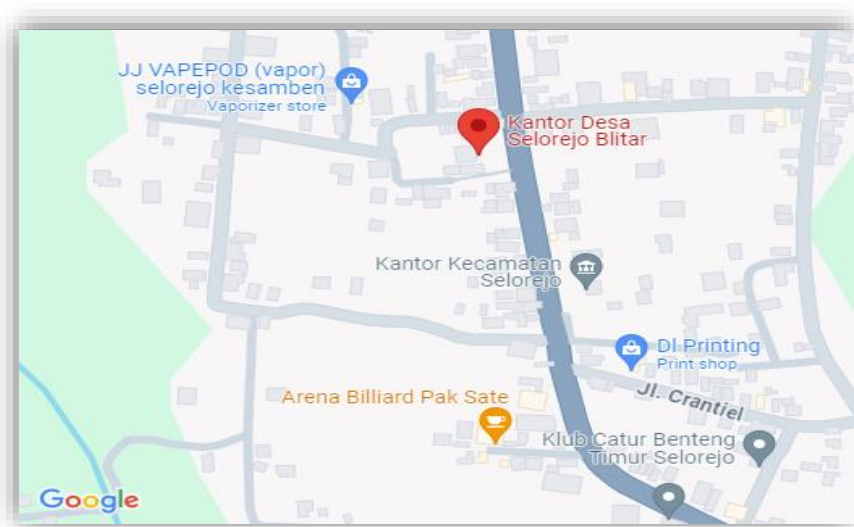 JJ VAPEPOD (vapor)
selorejo kesamben
Vaporizer store
Kantor Desa
Selorejo Blitar
Kantor Kecamatan
Selorejo
Dl Printing
Print shop
Jl. Crantiel
Arena Billiard Pak Sate
Klub Catur Benteng
Timur Selorejo
Google